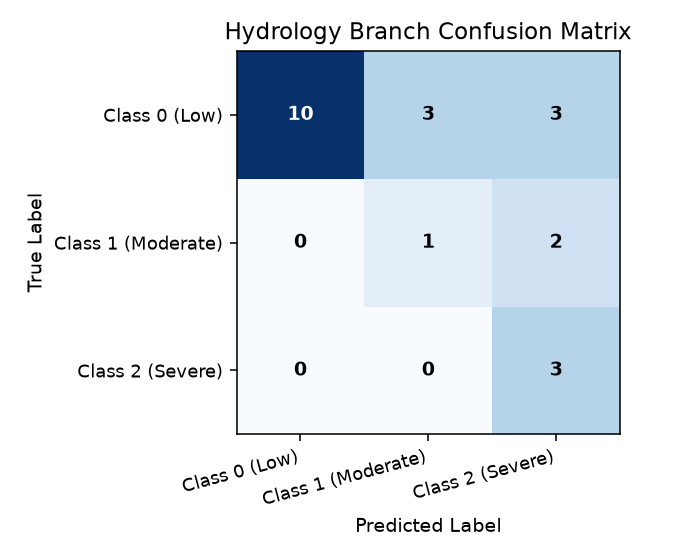 Hydrology Branch Confusion Matrix
Class 0 (Low)
10 3 3
Class 1 (Moderate)
0 1 2
Class 2 (Severe)
0 0 3
True Label
Class 0 (Low)
Class 1 (Moderate)
Class 2 (Severe)
Predicted Label